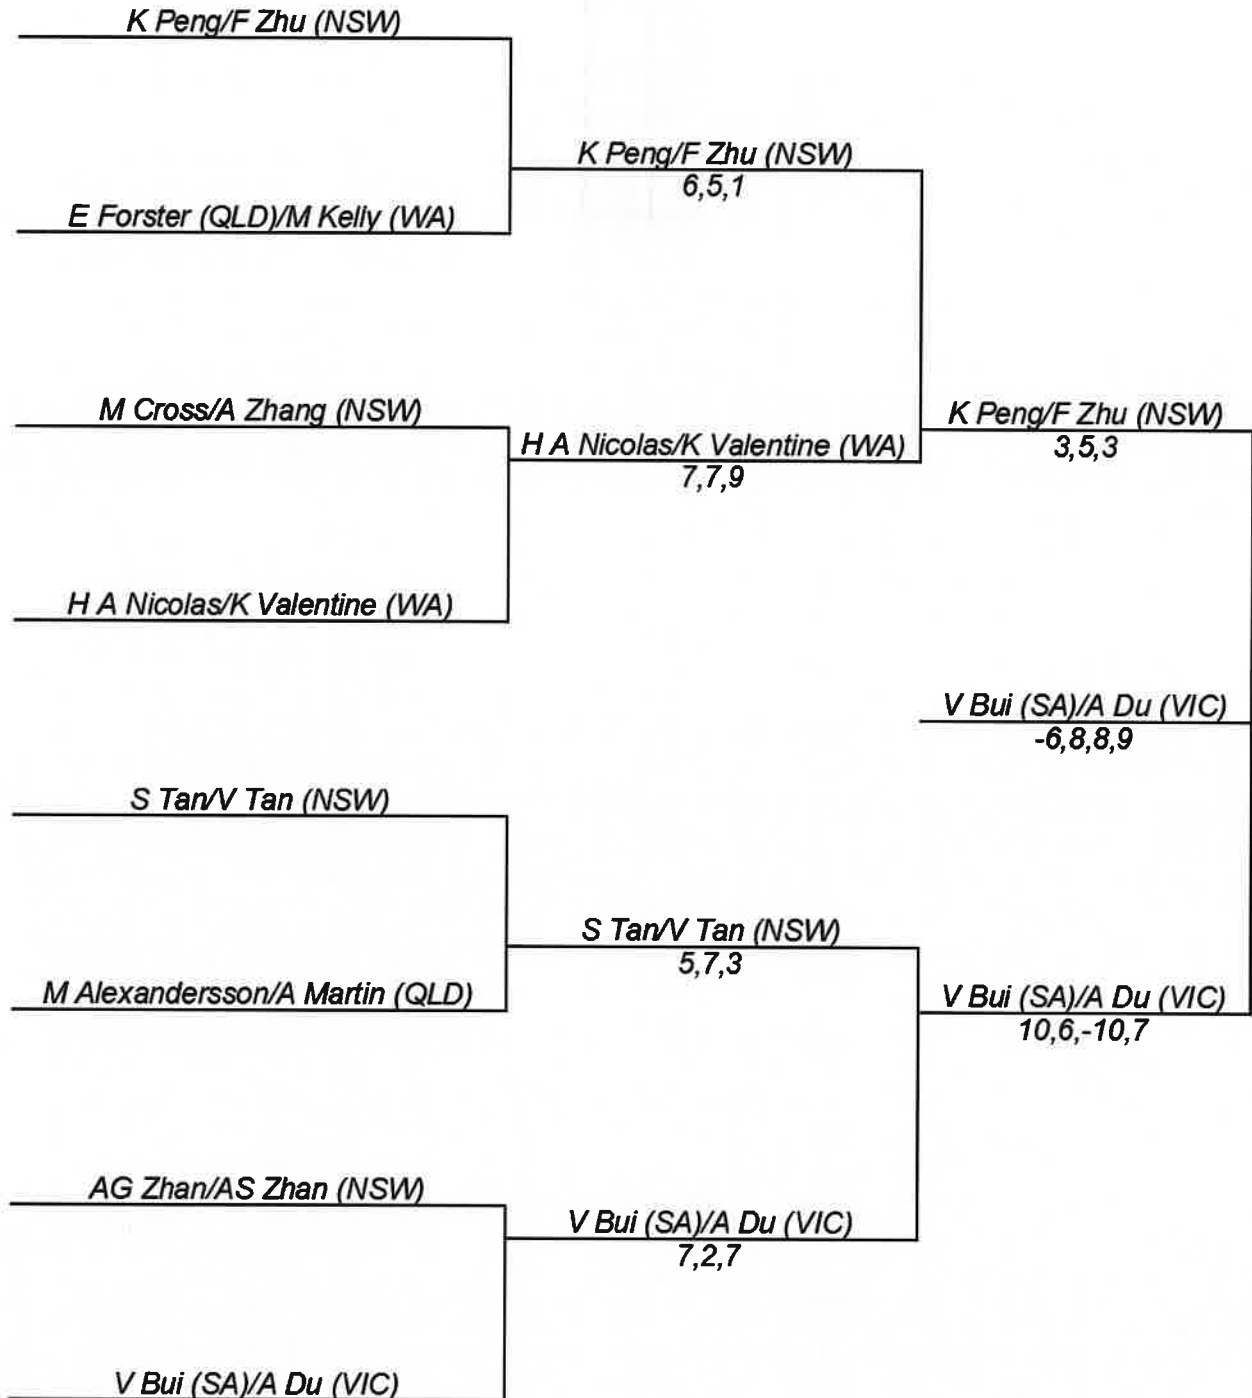 K Peng/F Zhu (NSW)
K Peng/F Zhu (NSW)
6,5,1
E Forster (QLD)/M Kelly (WA)
M Cross/A Zhang (NSW)
K Peng/F Zhu (NSW)
3,5,3
H A Nicolas/K Valentine (WA)
7,7,9
H A Nicolas/K Valentine (WA)
V Bui (SA)/A Du (VIC)
-6,8,8,9
S Tan/V Tan (NSW)
S Tan/V Tan (NSW)
5,7,3
M Alexandersson/A Martin (QLD)
V Bui (SA)/A Du (VIC)
10,6,-10,7
AG Zhan/AS Zhan (NSW)
V Bui (SA)/A Du (VIC)
7,2,7
V Bui (SA)/A Du (VIC)